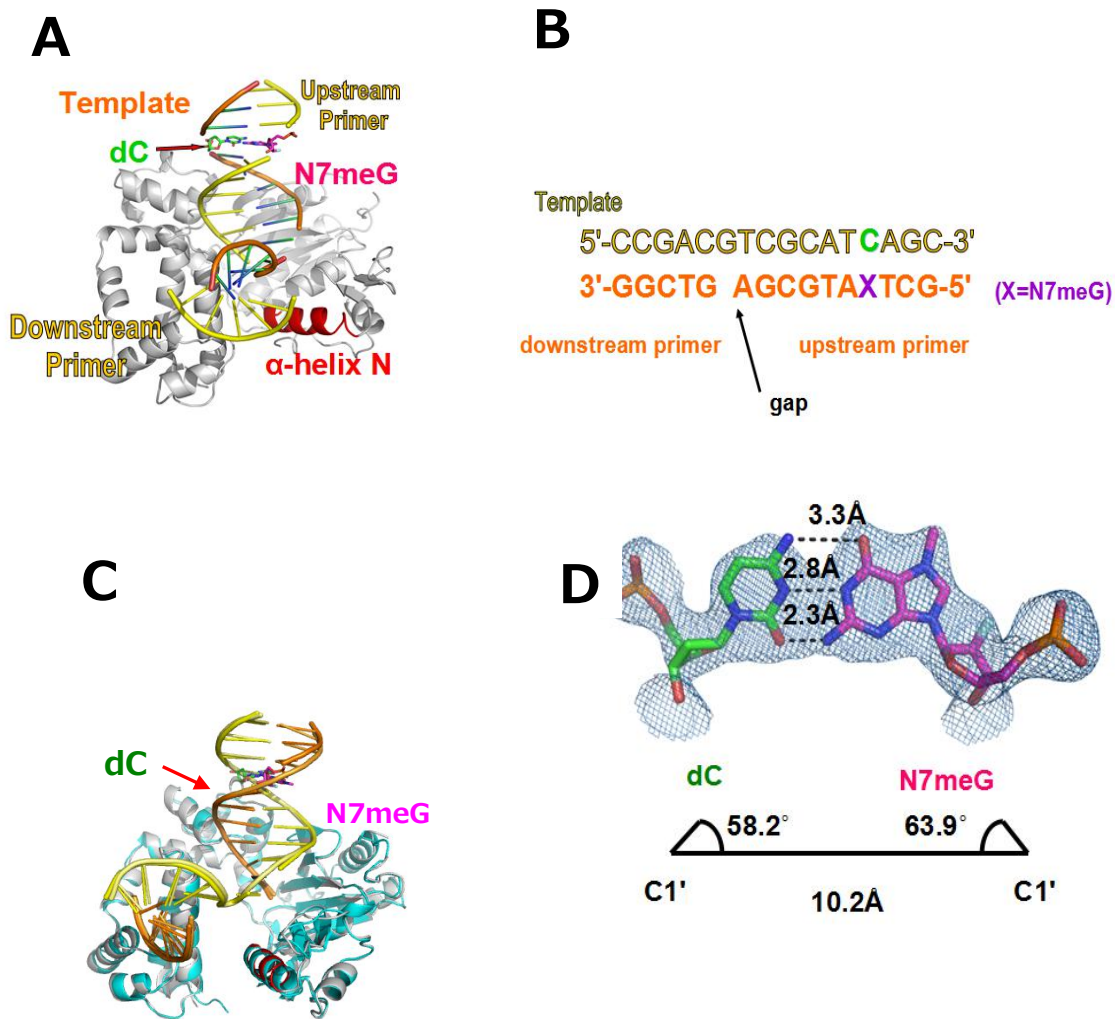 A
Template
Upstream
Primer
dC
N7meG
Downstream
Primer
α-helix N
B
Template
5'-CCGACGTCGCATCAGC-3'
3'-GGCTG AGCGTAXTCG-5' (X=N7meG)
downstream primer
upstream primer
gap
C
dC
N7meG
D
3.3Å
2.8Å
2.3Å
dC
N7meG
58.2°
63.9°
C1'
C1'
10.2Å